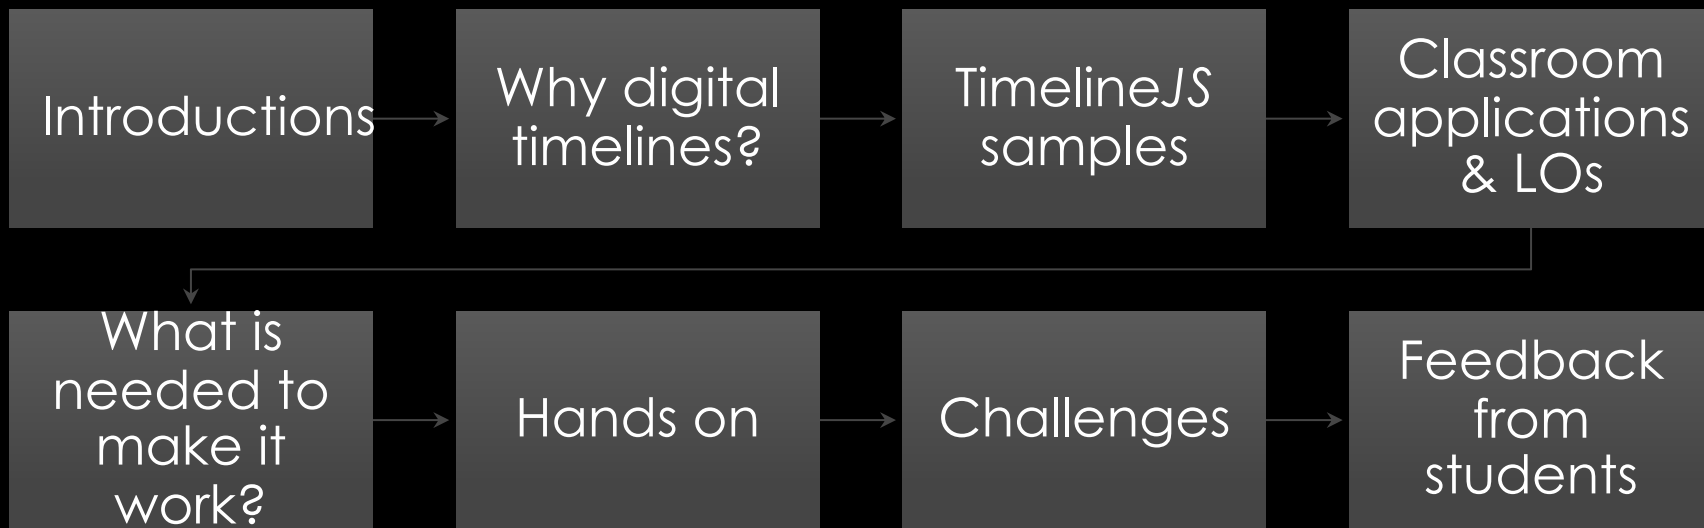 Introductions
Why digital
timelines?
TimelineJS
samples
Classroom
applications
& LOs
What is
needed to
make it
work?
Hands on
Challenges
Feedback
from
students